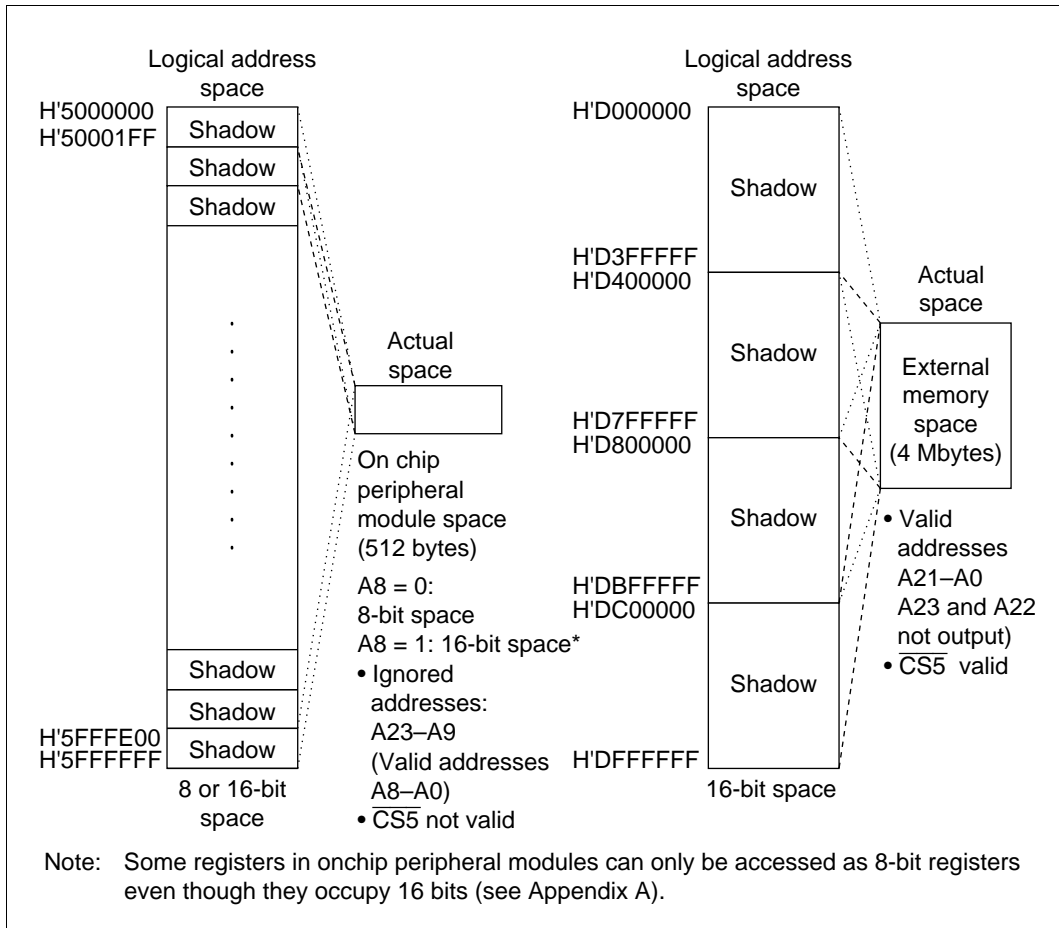 Logical address
space
H'5000000
H'50001FF
Shadow
Shadow
Shadow
Shadow
Shadow
Shadow
H'5FFFE00
H'5FFFFFF
8 or 16-bit
space
Actual
space
On chip
peripheral
module space
(512 bytes)
A8 = 0:
8-bit space
A8 = 1: 16-bit space*
• Ignored
addresses:
A23–A9
(Valid addresses
A8–A0)
• CS5 not valid
Logical address
space
H'D000000
Shadow
H'D3FFFFF
H'D400000
Shadow
H'D7FFFFF
H'D800000
Shadow
H'DBFFFFF
H'DC00000
Shadow
H'DFFFFFF
16-bit space
Actual
space
External
memory
space
(4 Mbytes)
• Valid
addresses
A21–A0
A23 and A22
not output)
• CS5 valid
Note: Some registers in onchip peripheral modules can only be accessed as 8-bit registers
even though they occupy 16 bits (see Appendix A).